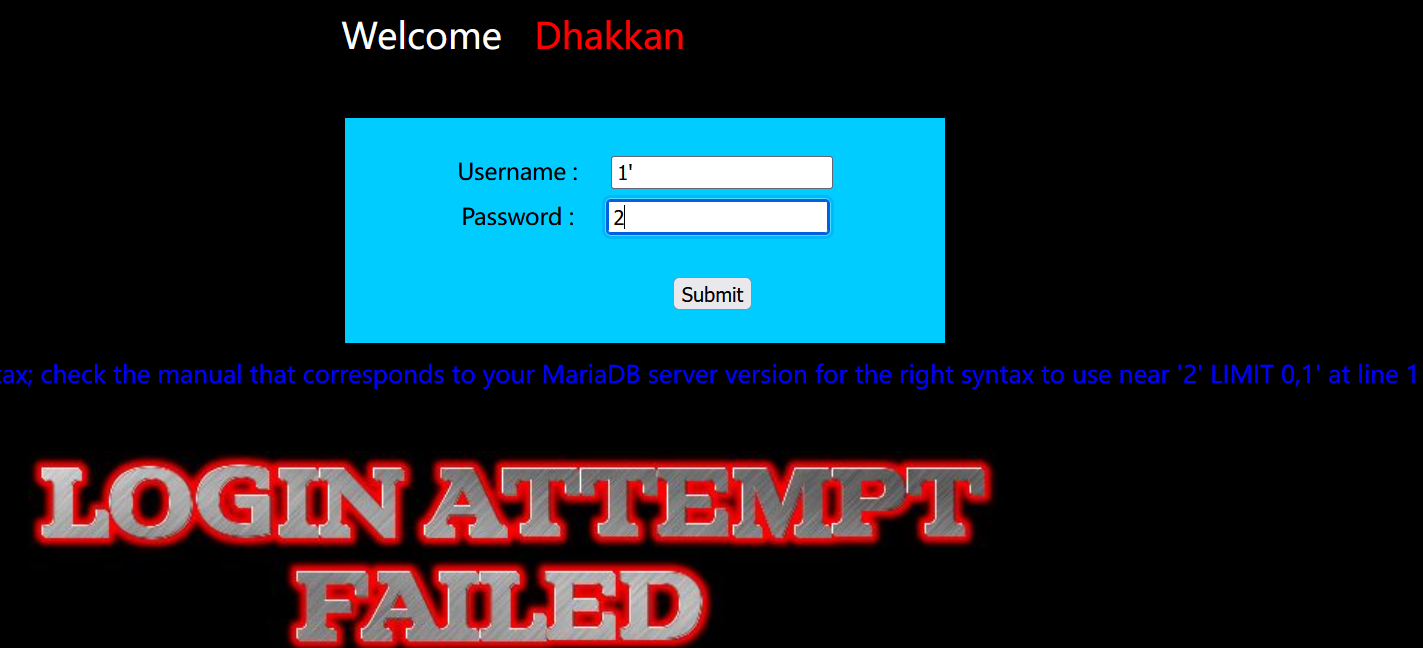 Welcome Dhakkan
Username : 1'
Password : 2
Submit
tax; check the manual that corresponds to your MariaDB server version for the right syntax to use near '2' LIMIT 0,1' at line 1
LOGIN ATTEMPT
FAILED